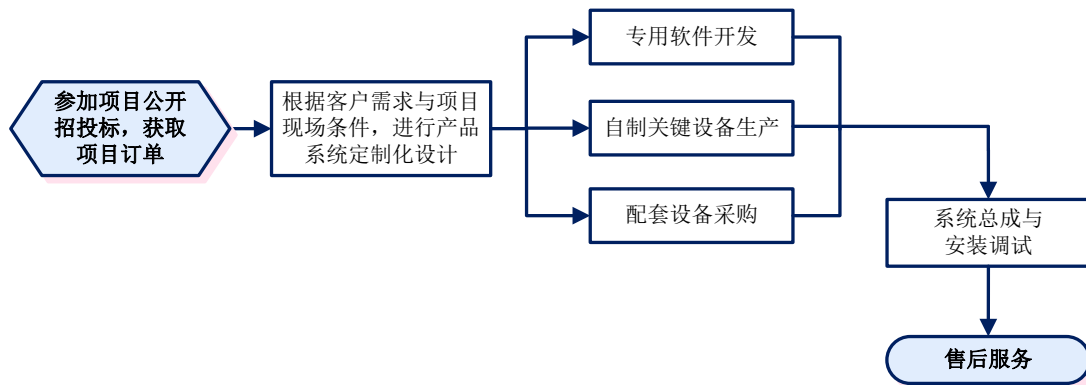 参加项目公开
招投标，获取
项目订单
根据客户需求与项目
现场条件，进行产品
系统定制化设计
专用软件开发
自制关键设备生产
配套设备采购
系统总成与
安装调试
售后服务